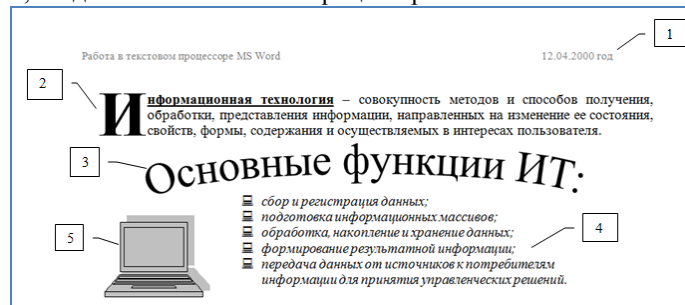 Работа в текстовом процессоре MS Word 12.04.2000 год
1
2
Информационная технология – совокупность методов и способов получения,
обработки, представления информации, направленных на изменение ее состояния,
свойств, формы, содержания и осуществляемых в интересах пользователя.
3
Основные функции ИТ:
сбор и регистрация данных;
подготовка информационных массивов;
обработка, накопление и хранение данных;
4
5
формирование результатной информации;
передача данных от источников к потребителям
информации для принятия управленческих решений.